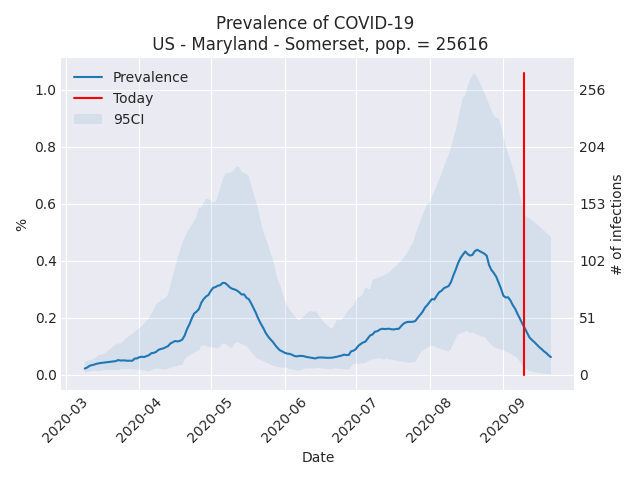 Prevalence of COVID-19
US - Maryland - Somerset, pop. = 25616
Prevalence
Today
95CI
1.0
0.8
0.6
0.4
0.2
0.0
%
256
204
153
102
51
0
# of infections
2020-03
2020-04
2020-05
2020-06
2020-07
2020-08
2020-09
Date